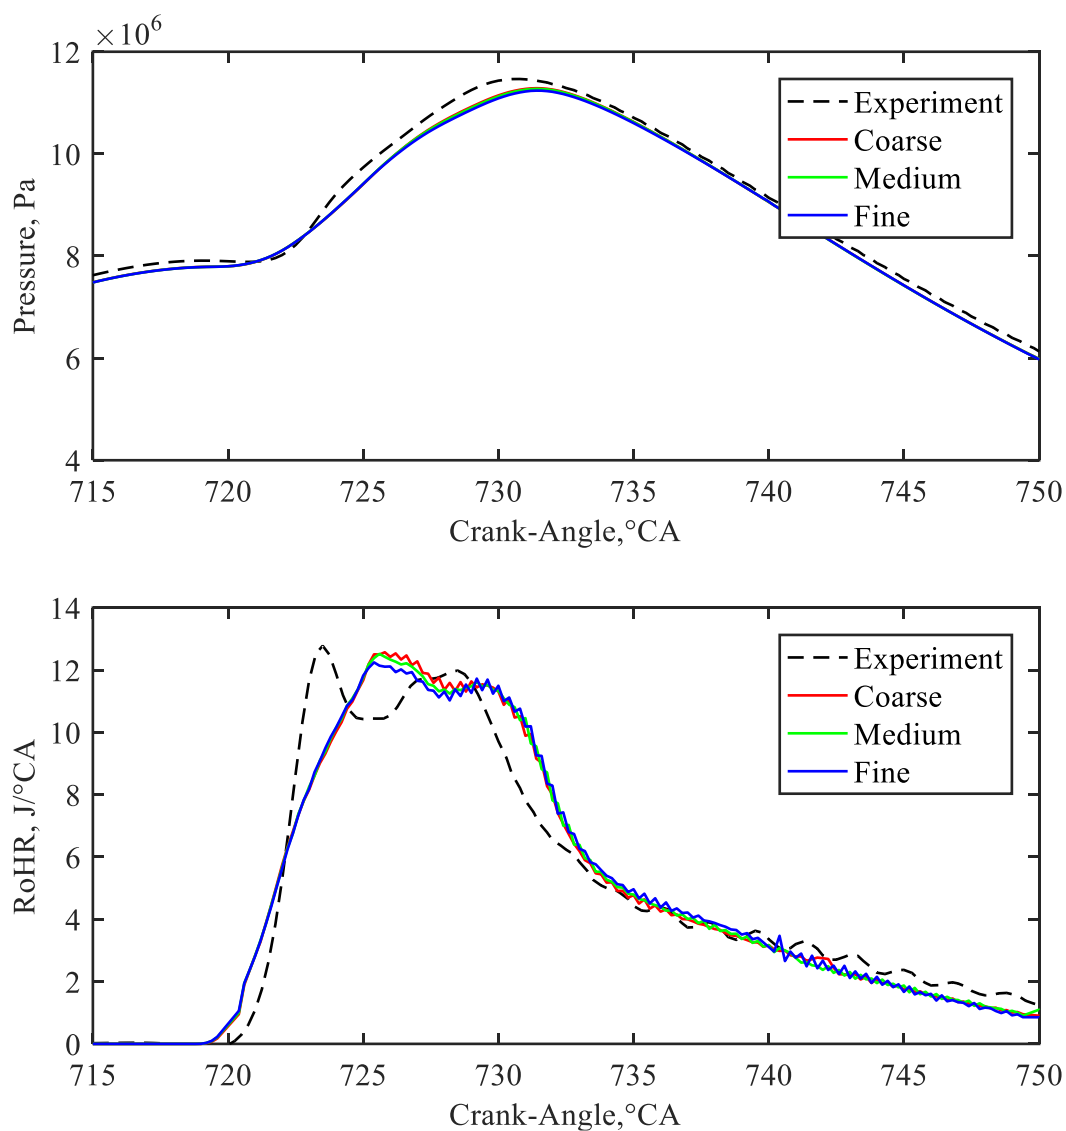 ×10⁶
12
10
8
6
4
Pressure, Pa
Experiment
Coarse
Medium
Fine
715 720 725 730 735 740 745 750
Crank-Angle,°CA
14
12
10
8
6
4
2
0
RoHR, J/°CA
Experiment
Coarse
Medium
Fine
715 720 725 730 735 740 745 750
Crank-Angle,°CA